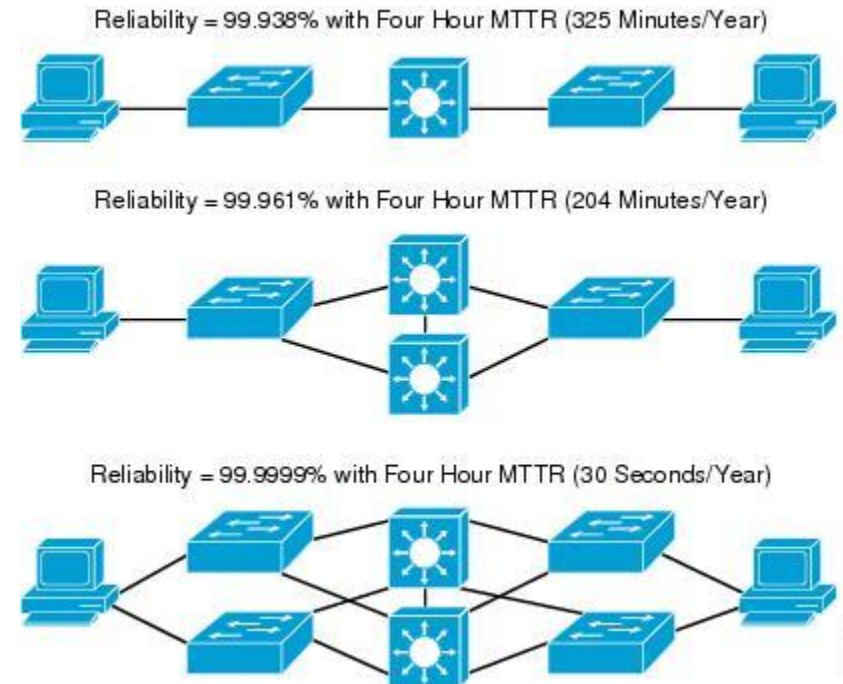 Reliability = 99.938% with Four Hour MTTR (325 Minutes/Year)
Reliability = 99.961% with Four Hour MTTR (204 Minutes/Year)
Reliability = 99.9999% with Four Hour MTTR (30 Seconds/Year)